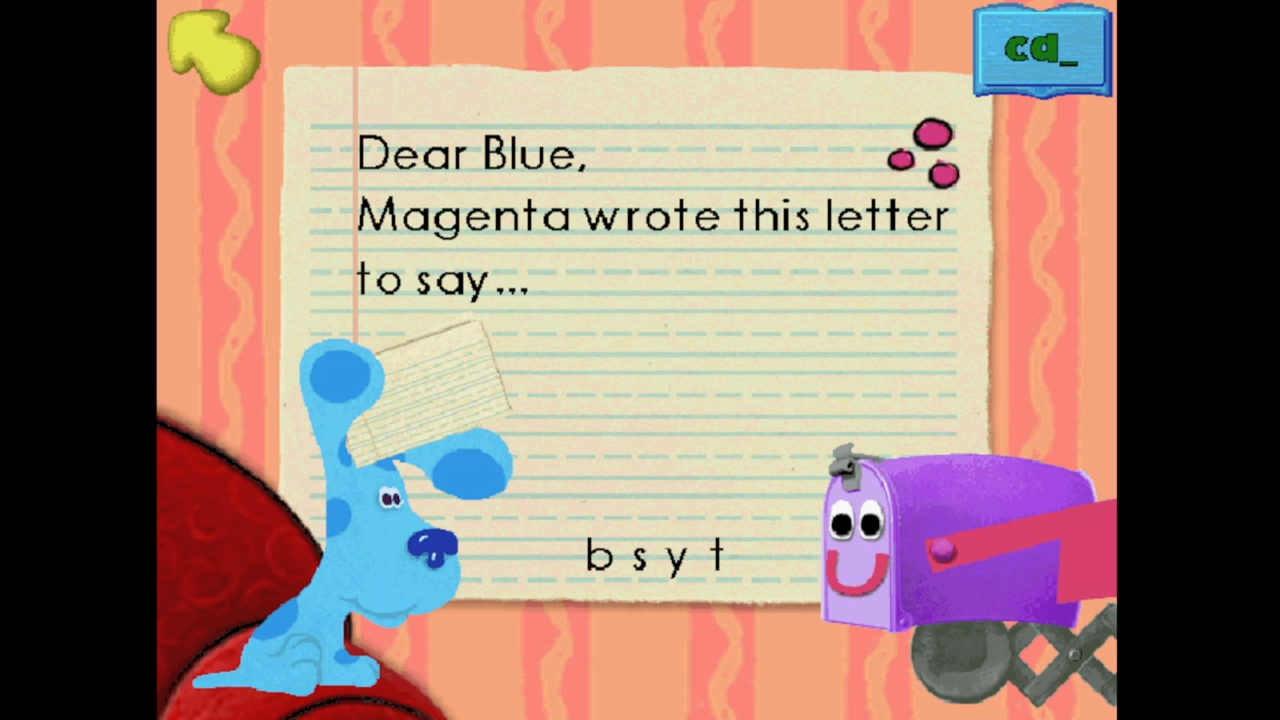 ca_
Dear Blue,
Magenta wrote this letter
to say...
b s y t